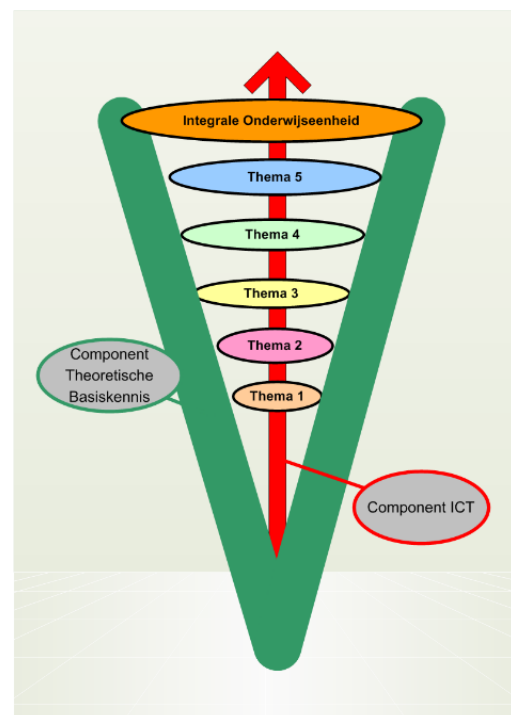 Integrale Onderwijseenheid
Thema 5
Thema 4
Thema 3
Thema 2
Component
Theoretische
Basiskennis
Thema 1
Component ICT